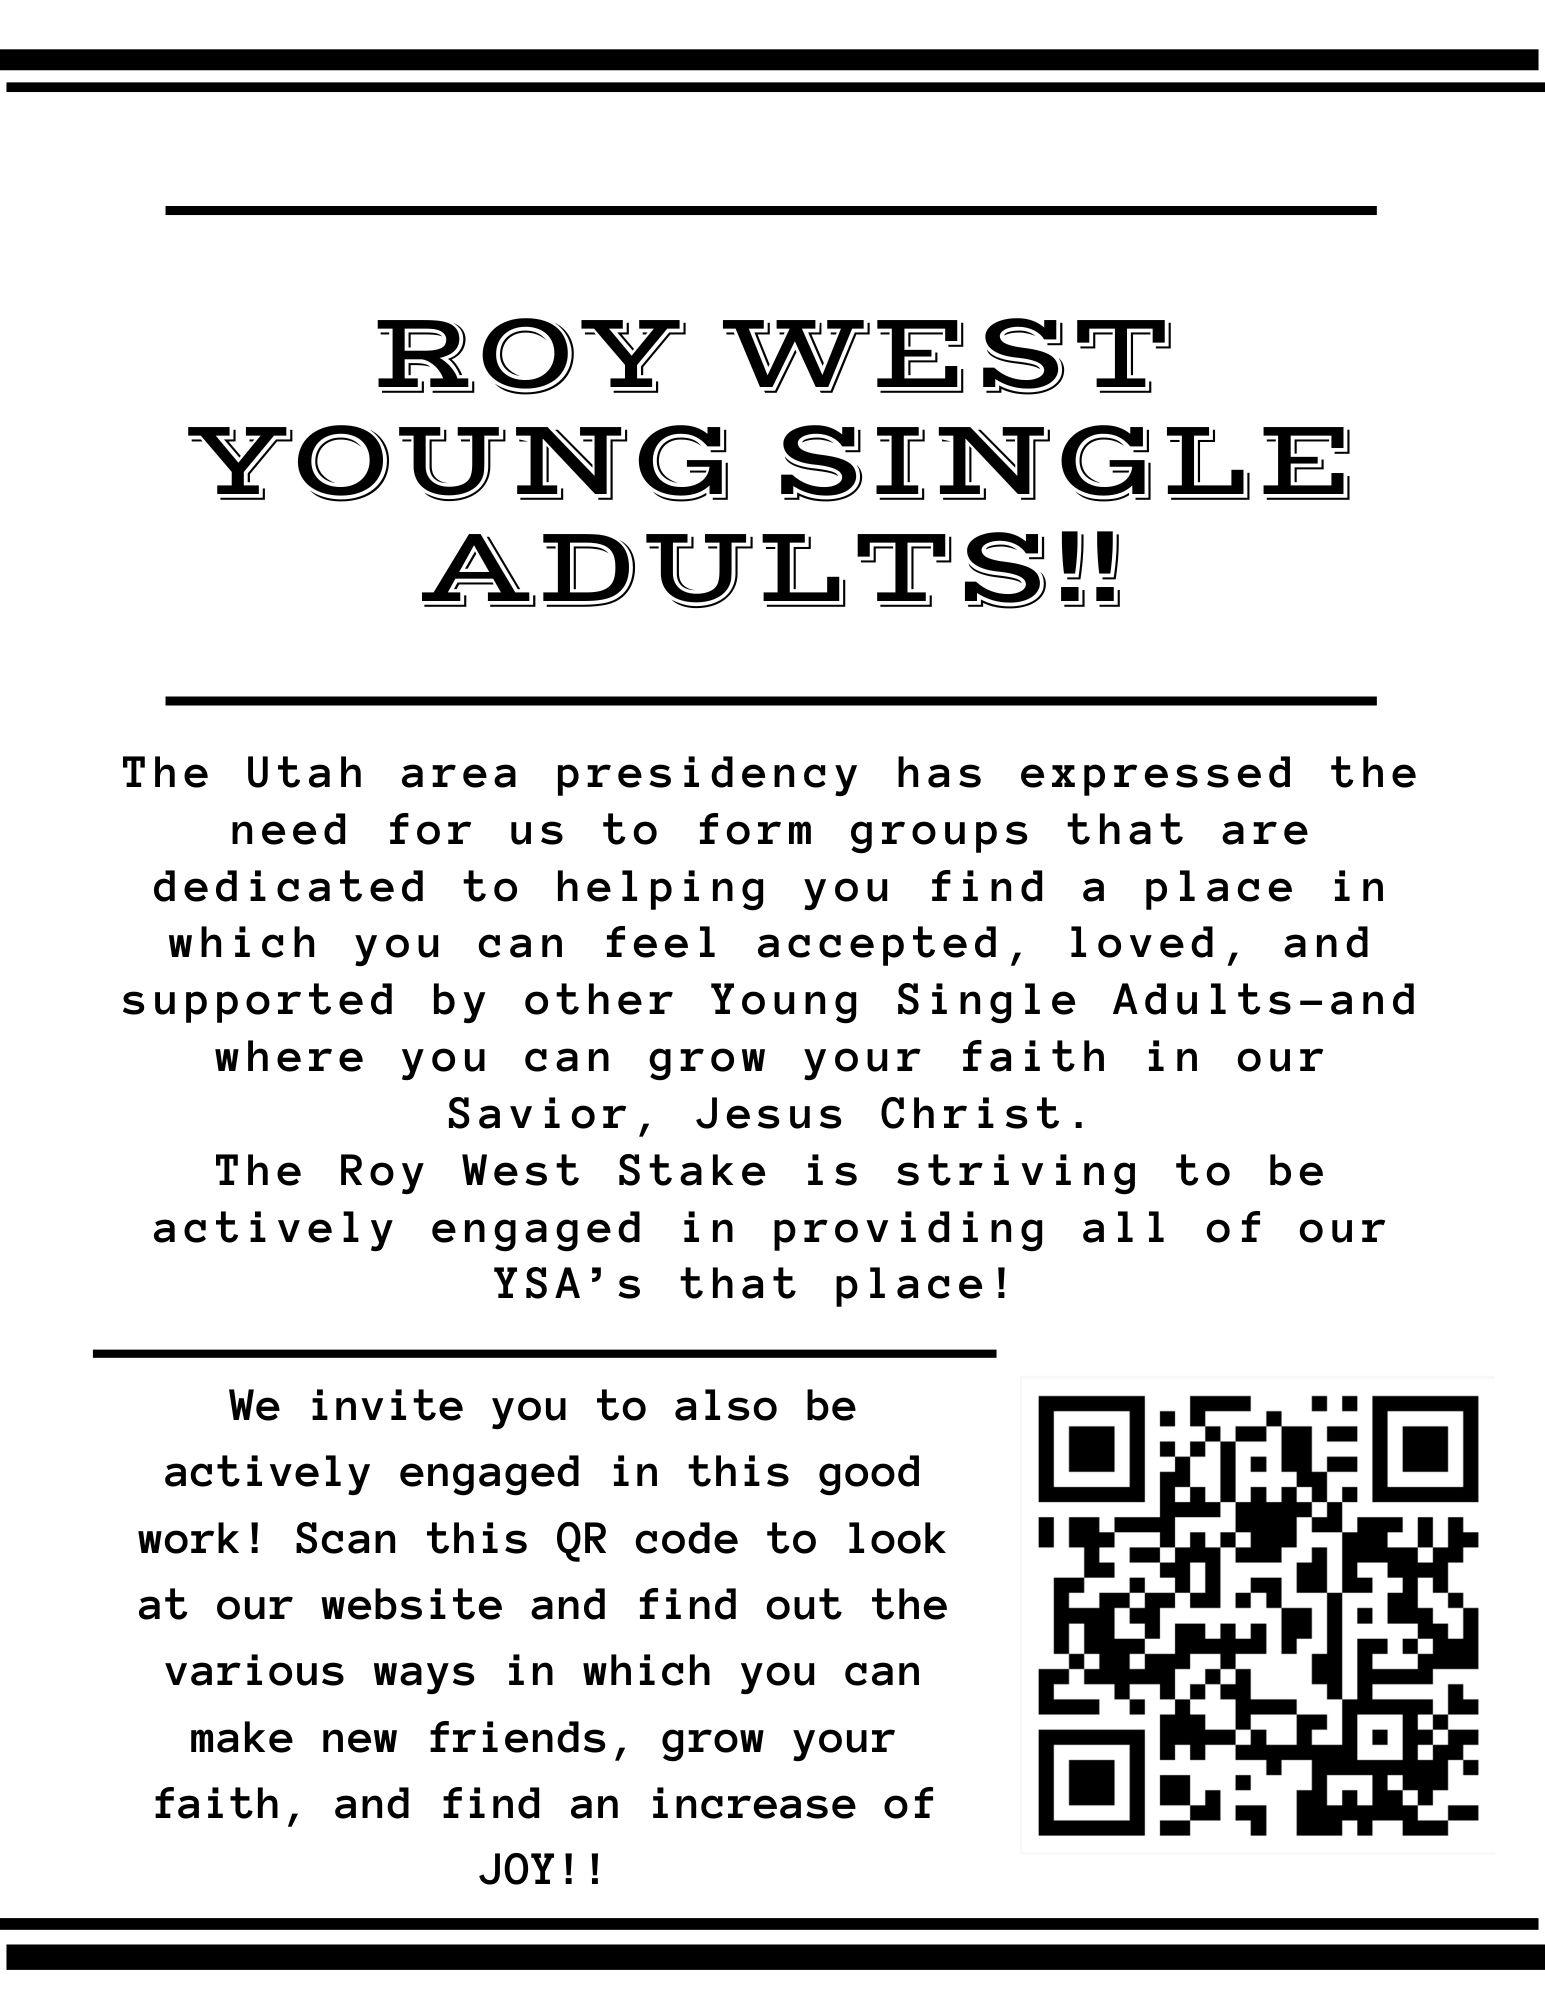 ROY WEST
YOUNG SINGLE
ADULTS!!
The Utah area presidency has expressed the
need for us to form groups that are
dedicated to helping you find a place in
which you can feel accepted, loved, and
supported by other Young Single Adults-and
where you can grow your faith in our
Savior, Jesus Christ.
The Roy West Stake is striving to be
actively engaged in providing all of our
YSA’s that place!
We invite you to also be
actively engaged in this good
work! Scan this QR code to look
at our website and find out the
various ways in which you can
make new friends, grow your
faith, and find an increase of
JOY!!